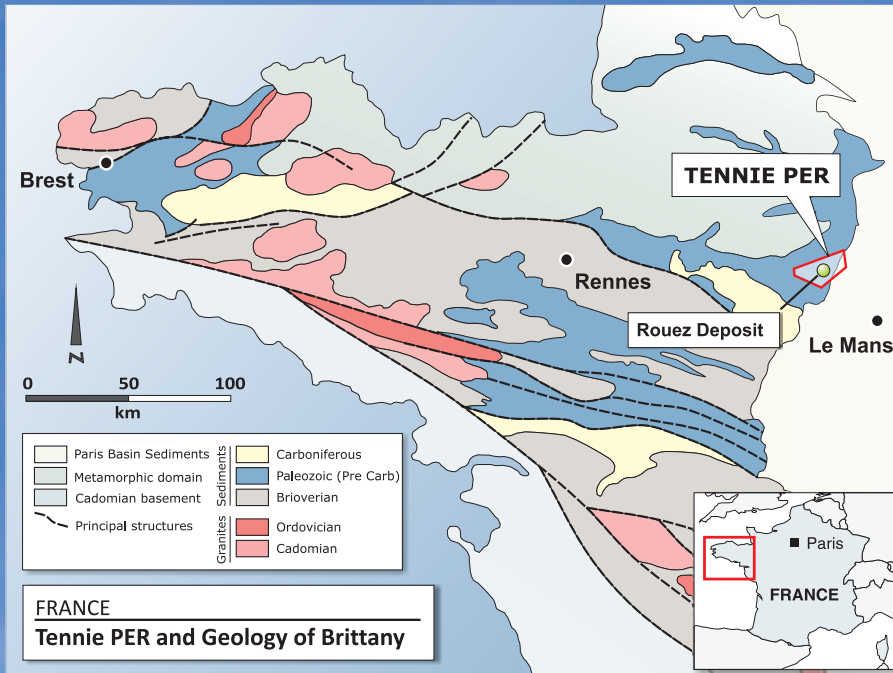 TENNIE PER
Brest
Rennes
Rouez Deposit
Le Mans
N
0 50 100
km
Paris Basin Sediments
Metamorphic domain
Cadomian basement
Principal structures
Sediments
Carboniferous
Paleozoic (Pre Carb)
Brioverian
Granites
Ordovician
Cadomian
Paris
FRANCE
FRANCE
Tennie PER and Geology of Brittany